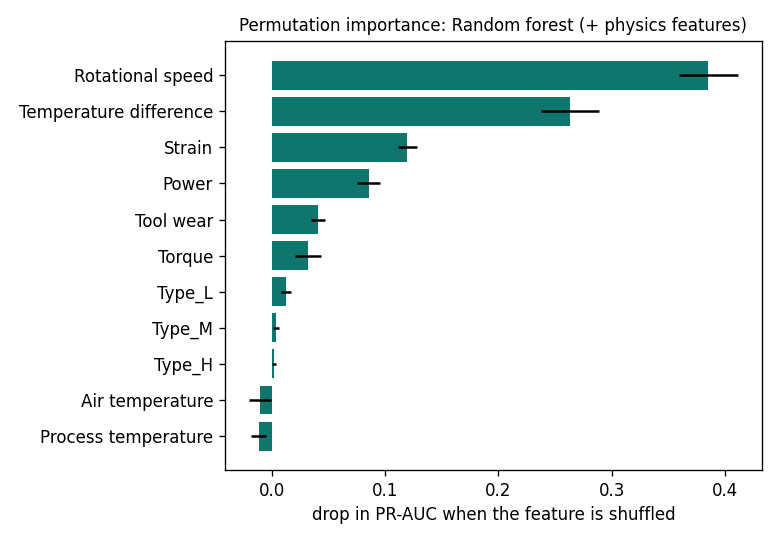 Permutation importance: Random forest (+ physics features)
Rotational speed
Temperature difference
Strain
Power
Tool wear
Torque
Type_L
Type_M
Type_H
Air temperature
Process temperature
0.0 0.1 0.2 0.3 0.4
drop in PR-AUC when the feature is shuffled